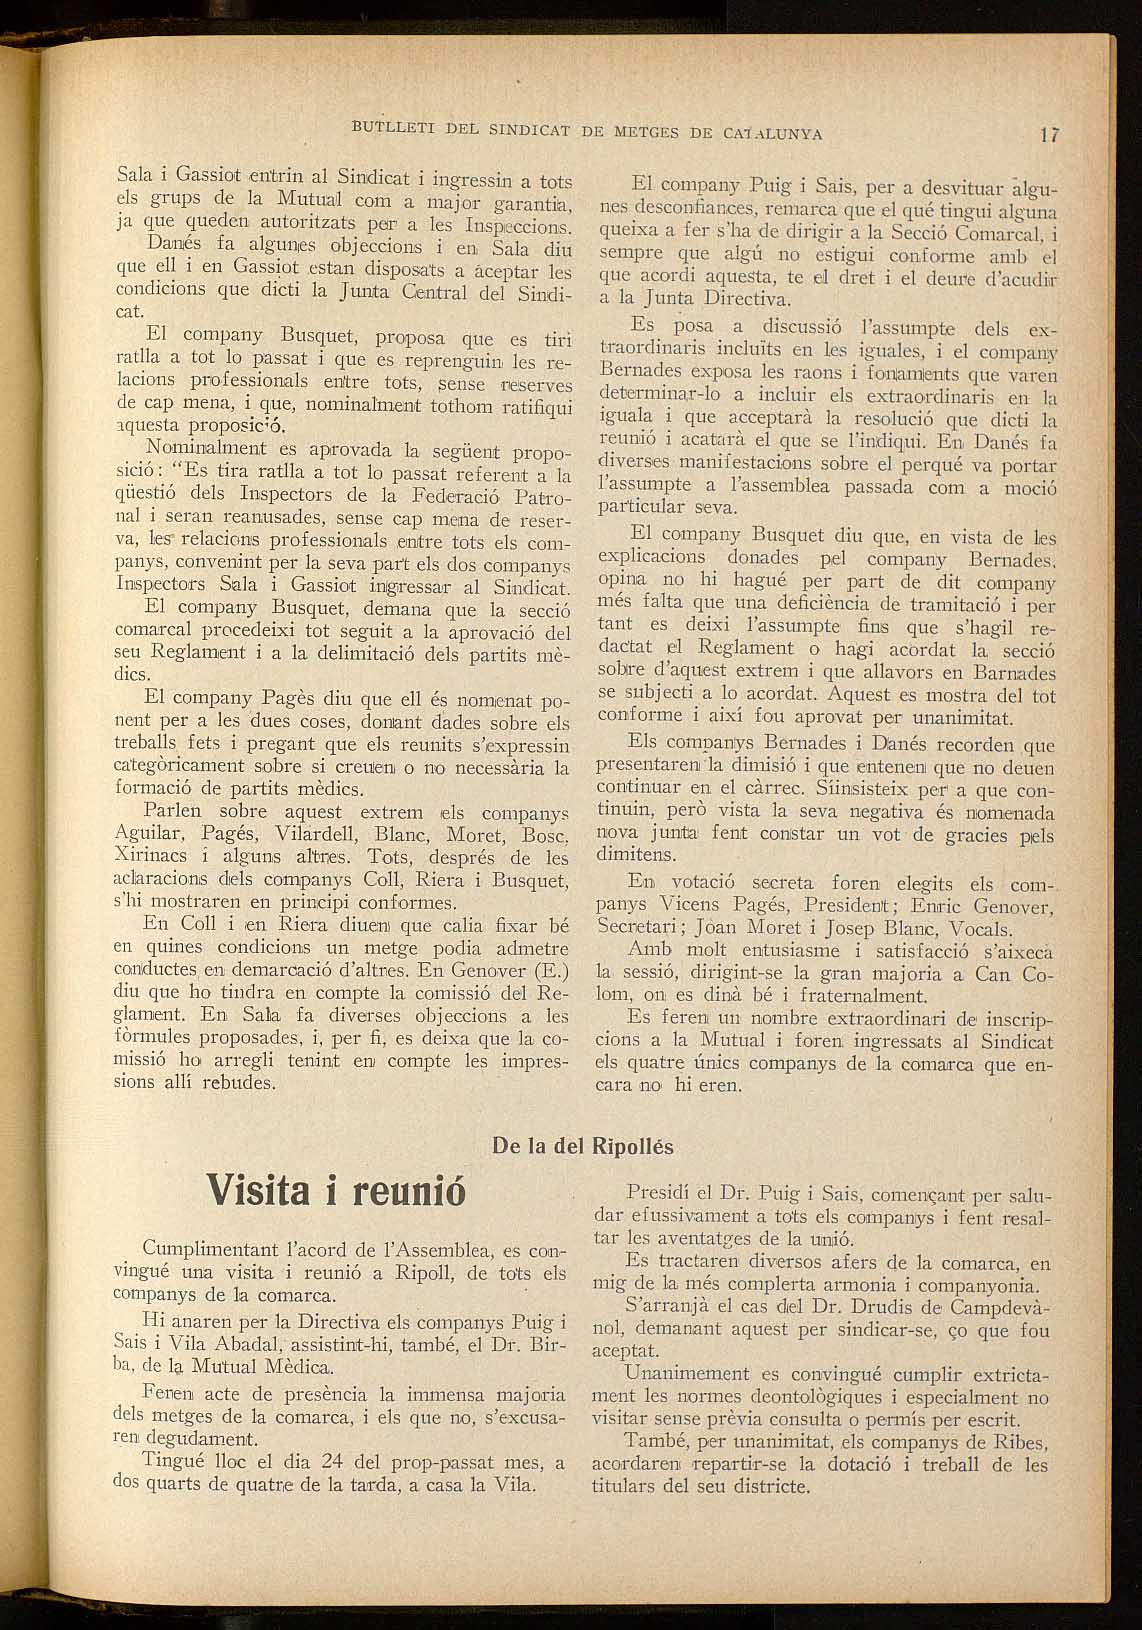 BUTLLETI DEL SINDICAT DE METGES DE CATALUNYA
17
Sala i Gassiot entrin al Sindicat i ingressin a tots
els grups de la Mutual com a major garantia,
ja que queden autoritzats per a les Inspeccions.
Danés fa algunes objeccions i en Sala diu
que ell i en Gassiot estan disposats a aceptar les
condicions que dicti la Junta Central del Sindi-
cat.
El company Busquet, proposa que es tiri
ratlla a tot lo passat i que es reprenguin les re-
lacions professionals entre tots, sense reserves
de cap mena, i que, nominalment tothom ratifiqui
aquesta proposició.
Nominalment es aprovada la següent propo-
sició: "Es tira ratlla a tot lo passat referent a la
qüestió dels Inspectors de la Federació Patro-
nal i seran reanusades, sense cap mena de reser-
va, les relacions professionals entre tots els com-
panys, convenint per la seva part els dos companys
Inspectors Sala i Gassiot ingressar al Sindicat.
El company Busquet, demana que la secció
comarcal procedeixi tot seguit a la aprovació del
seu Reglament i a la delimitació dels partits mè-
dics.
El company Pagès diu que ell és nomenat po-
nent per a les dues coses, donant dades sobre els
treballs fets i pregant que els reunits s'expressin
categòricament sobre si creuen o no necessària la
formació de partits mèdics.
Parlen sobre aquest extrem els companys
Aguilar, Pagés, Vilardell, Blanc, Moret, Bosc,
Xirinacs i alguns altres. Tots, després de les
aclaracions dels companys Coll, Riera i Busquet,
s'hi mostraren en principi conformes.
En Coll i en Riera diuen que calia fixar bé
en quines condicions un metge podia admetre
conductes en demarcació d'altres. En Genover (E.)
diu que ho tindra en compte la comissió del Re-
glament. En Sala fa diverses objeccions a les
fòrmules proposades, i, per fi, es deixa que la co-
missió ho arregli tenint en compte les impres-
sions allí rebudes.
El company Puig i Sais, per a desvituar algu-
nes desconfiances, remarca que el qué tingui alguna
queixa a fer s'ha de dirigir a la Secció Comarcal, i
sempre que algú no estigui conforme amb el
que acordi aquesta, te el dret i el deure d'acudir
a la Junta Directiva.
Es posa a discussió l'assumpte dels ex-
traordinaris incluïts en les iguales, i el company
Bernades exposa les raons i fonaments que varen
determinar-lo a incluir els extraordinaris en la
iguala i que acceptarà la resolució que dicti la
reunió i acatarà el que se l'indiqui. En Danés fa
diverses manifestacions sobre el perqué va portar
l'assumpte a l'assemblea passada com a moció
particular seva.
El company Busquet diu que, en vista de les
explicacions donades pel company Bernades,
opina no hi hagué per part de dit company
més falta que una deficiència de tramitació i per
tant es deixi l'assumpte fins que s'hagil re-
dactat el Reglament o hagi acordat la secció
sobre d'aquest extrem i que allavors en Barnades
se subjecti a lo acordat. Aquest es mostra del tot
conforme i així fou aprovat per unanimitat.
Els companys Bernades i Danés recorden que
presentaren la dimisió i que entenen que no deuen
continuar en el càrrec. Siinsisteix per a que con-
tinuin, però vista la seva negativa és nomenada
nova junta fent constar un vot de gracies pels
dimitens.
En votació secreta foren elegits els com-
panys Vicens Pagés, President; Enric Genover,
Secretari; Joan Moret i Josep Blanc, Vocals.
Amb molt entusiasme i satisfacció s'aixecà
la sessió, dirigint-se la gran majoria a Can Co-
lom, on es dinà bé i fraternalment.
Es feren un nombre extraordinari de inscrip-
cions a la Mutual i foren ingressats al Sindicat
els quatre únics companys de la comarca que en-
cara no hi eren.
De la del Ripollés
Visita i reunió
Cumplimentant l'acord de l'Assemblea, es con-
vingué una visita i reunió a Ripoll, de tots els
companys de la comarca.
Hi anaren per la Directiva els companys Puig i
Sais i Vila Abadal, assistint-hi, també, el Dr. Bir-
ba, de la Mutual Mèdica.
Feren acte de presència la immensa majoria
dels metges de la comarca, i els que no, s'excusa-
ren degudament.
Tingué lloc el dia 24 del prop-passat mes, a
dos quarts de quatre de la tarda, a casa la Vila.
Presidí el Dr. Puig i Sais, començant per salu-
dar efussivament a tots els companys i fent resal-
tar les aventatges de la unió.
Es tractaren diversos afers de la comarca, en
mig de la més complerta armonia i companyonia.
S'arranjà el cas del Dr. Drudis de Campdevà-
nol, demanant aquest per sindicar-se, ço que fou
aceptat.
Unanimement es convingué cumplir extricta-
ment les normes deontològiques i especialment no
visitar sense prèvia consulta o permís per escrit.
També, per unanimitat, els companys de Ribes,
acordaren repartir-se la dotació i treball de les
titulars del seu districte.